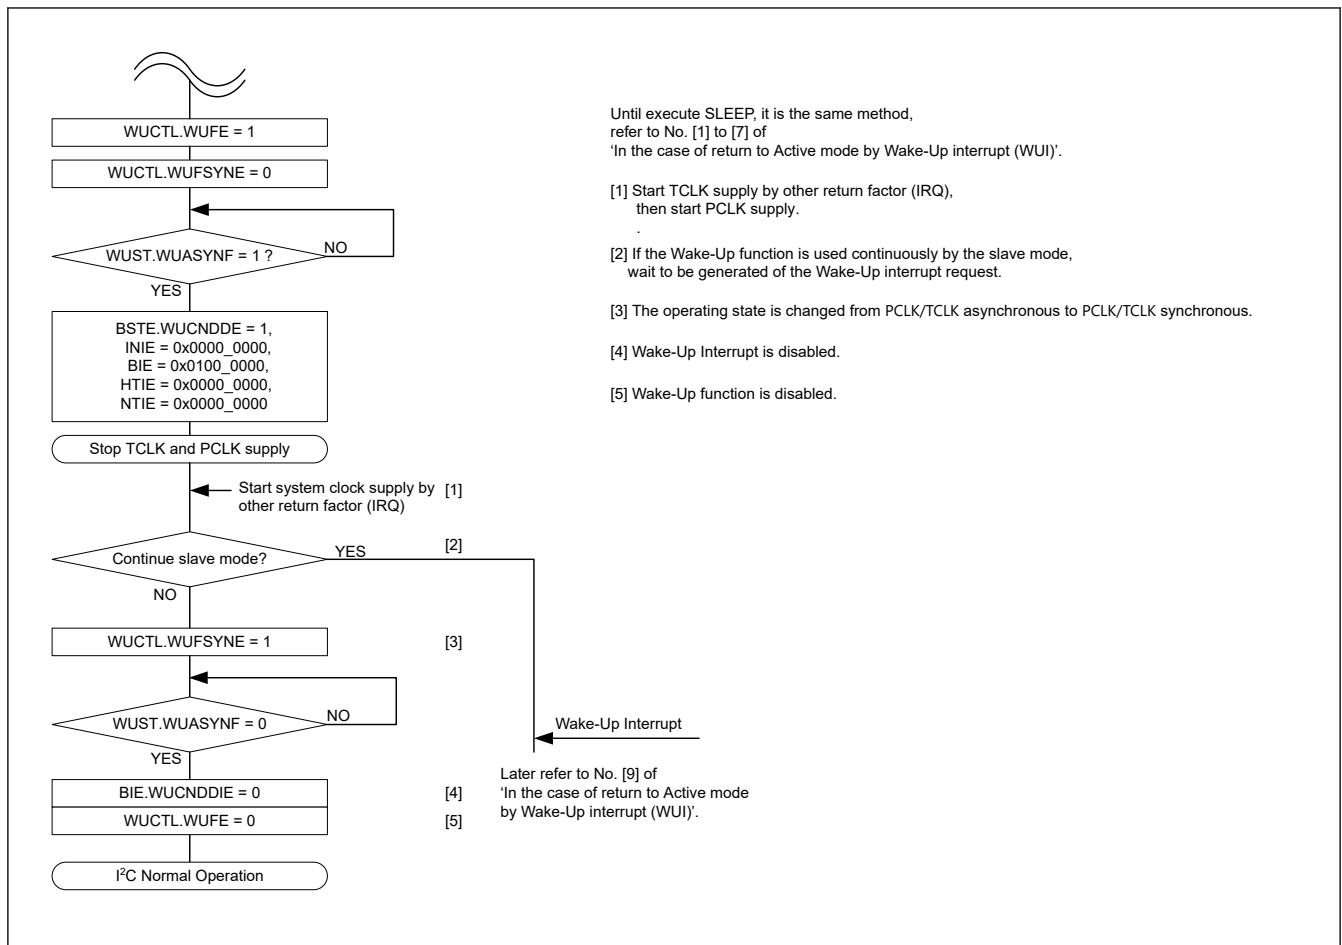 WUCTL.WUFE = 1
WUCTL.WUFSYNE = 0
WUST.WUASYNF = 1 ?
NO
YES
BSTE.WUCNDDE = 1,
INIE = 0x0000_0000,
BIE = 0x0100_0000,
HTIE = 0x0000_0000,
NTIE = 0x0000_0000
Stop TCLK and PCLK supply
Start system clock supply by
other return factor (IRQ)
[1]
Continue slave mode?
YES
[2]
NO
WUCTL.WUFSYNE = 1
[3]
WUST.WUASYNF = 0
NO
YES
BIE.WUCNDDIE = 0
[4]
WUCTL.WUFE = 0
[5]
I²C Normal Operation
Wake-Up Interrupt
Later refer to No. [9] of
‘In the case of return to Active mode
by Wake-Up interrupt (WUI)’.
Until execute SLEEP, it is the same method,
refer to No. [1] to [7] of
‘In the case of return to Active mode by Wake-Up interrupt (WUI)’.
[1] Start TCLK supply by other return factor (IRQ),
then start PCLK supply.
.
[2] If the Wake-Up function is used continuously by the slave mode,
wait to be generated of the Wake-Up interrupt request.
[3] The operating state is changed from PCLK/TCLK asynchronous to PCLK/TCLK synchronous.
[4] Wake-Up Interrupt is disabled.
[5] Wake-Up function is disabled.